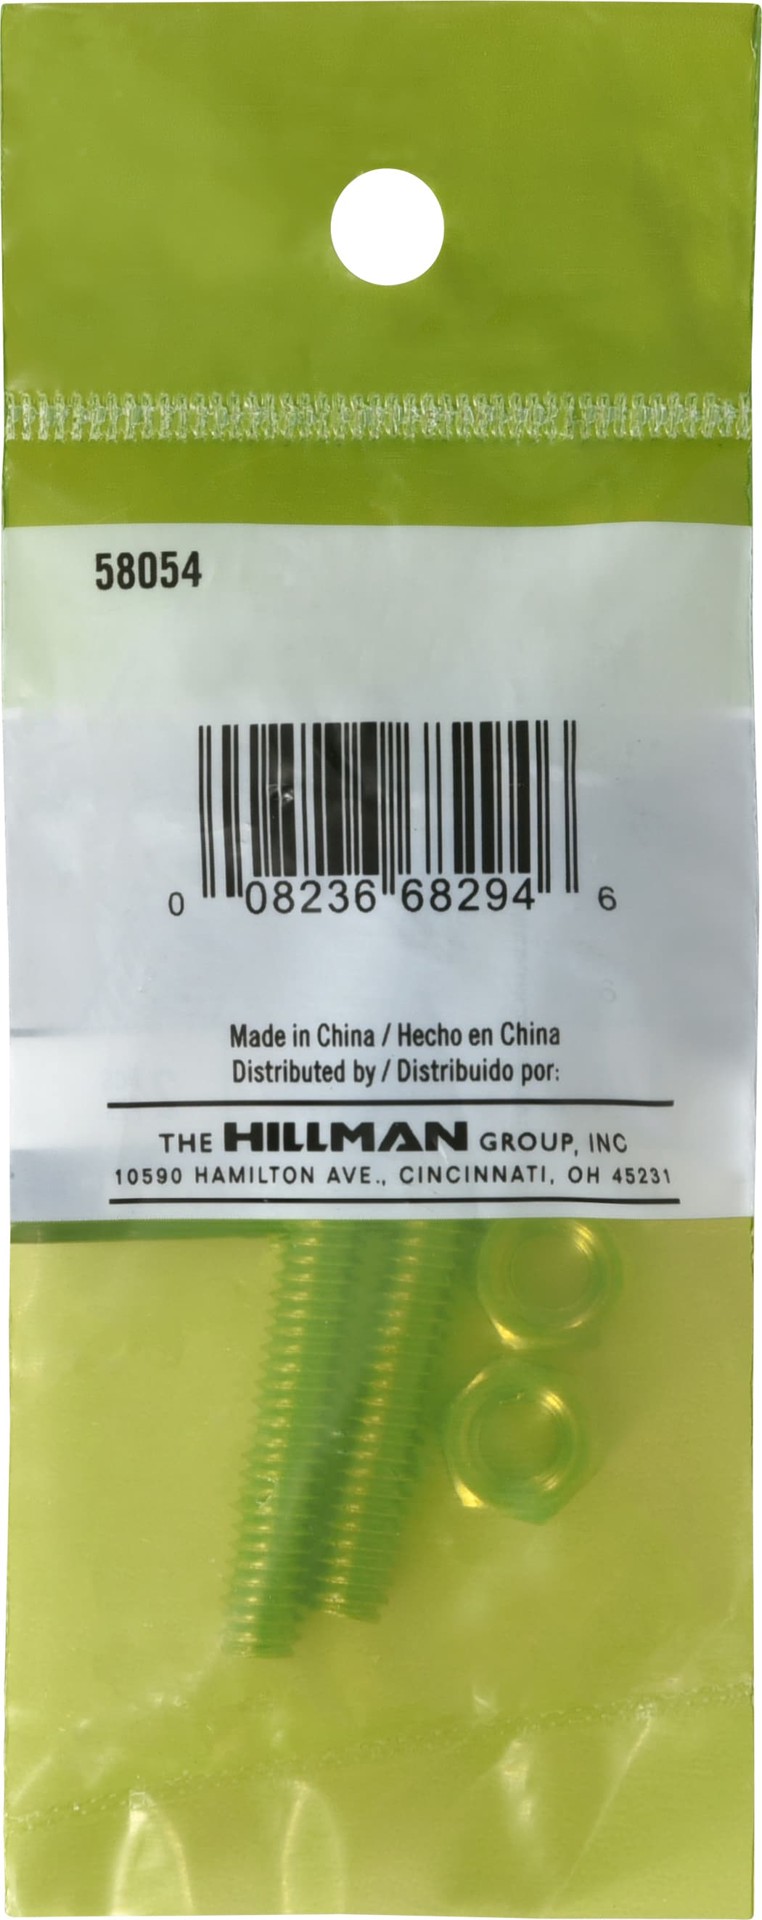 58054
0 08236 68294 6
Made in China / Hecho en China
Distributed by / Distribuido por:
THE HILLMAN GROUP, INC
10590 HAMILTON AVE., CINCINNATI, OH 45231